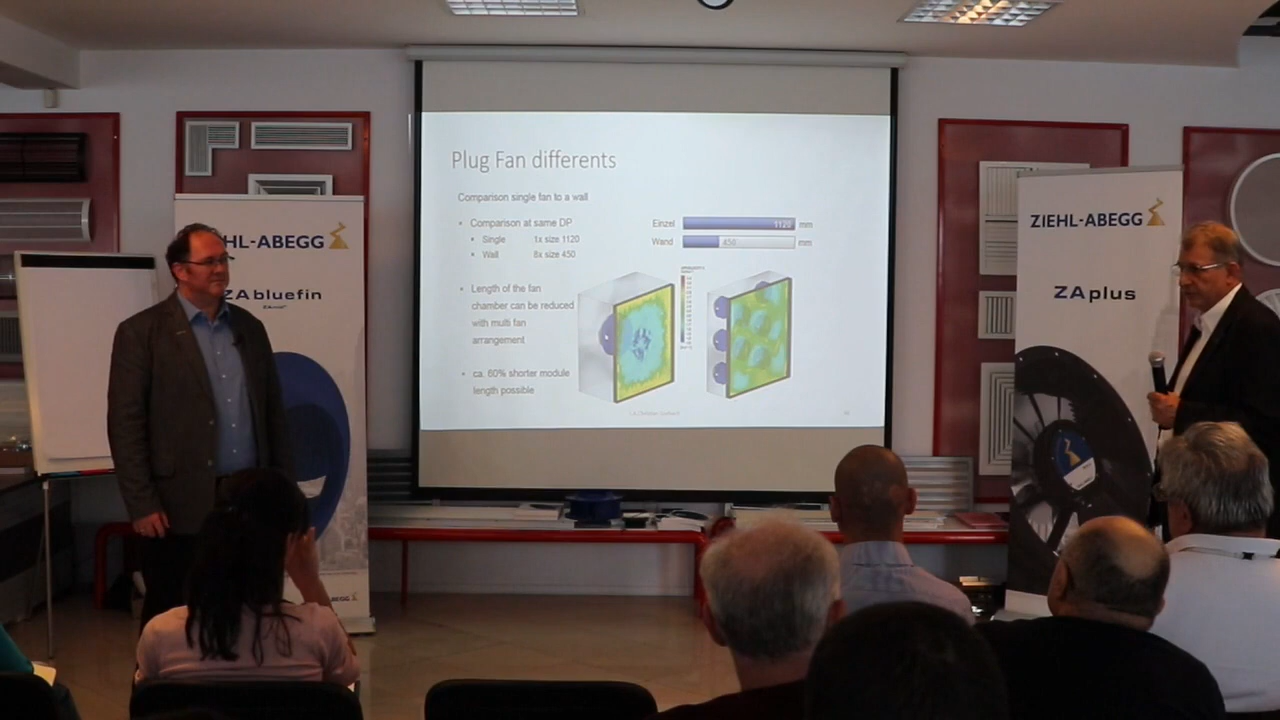 Plug Fan differents
Comparison single fan to a wall
• Comparison at same DP
• Single 1x size 1120
• Wall 8x size 450
• Length of the fan
chamber can be reduced
with multi fan
arrangement
• ca. 60% shorter module
length possible
Einzel 1120 mm
Wand 450 mm
HL-ABEGG
ZAbluefin
ZIEHL-ABEGG
ZAplus